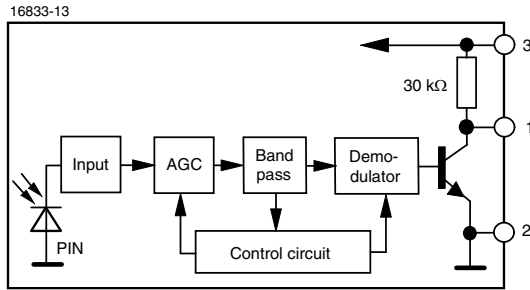 16833-13
3
30 kΩ
1
Input
AGC
Band
pass
Demo-
dulator
2
PIN
Control circuit